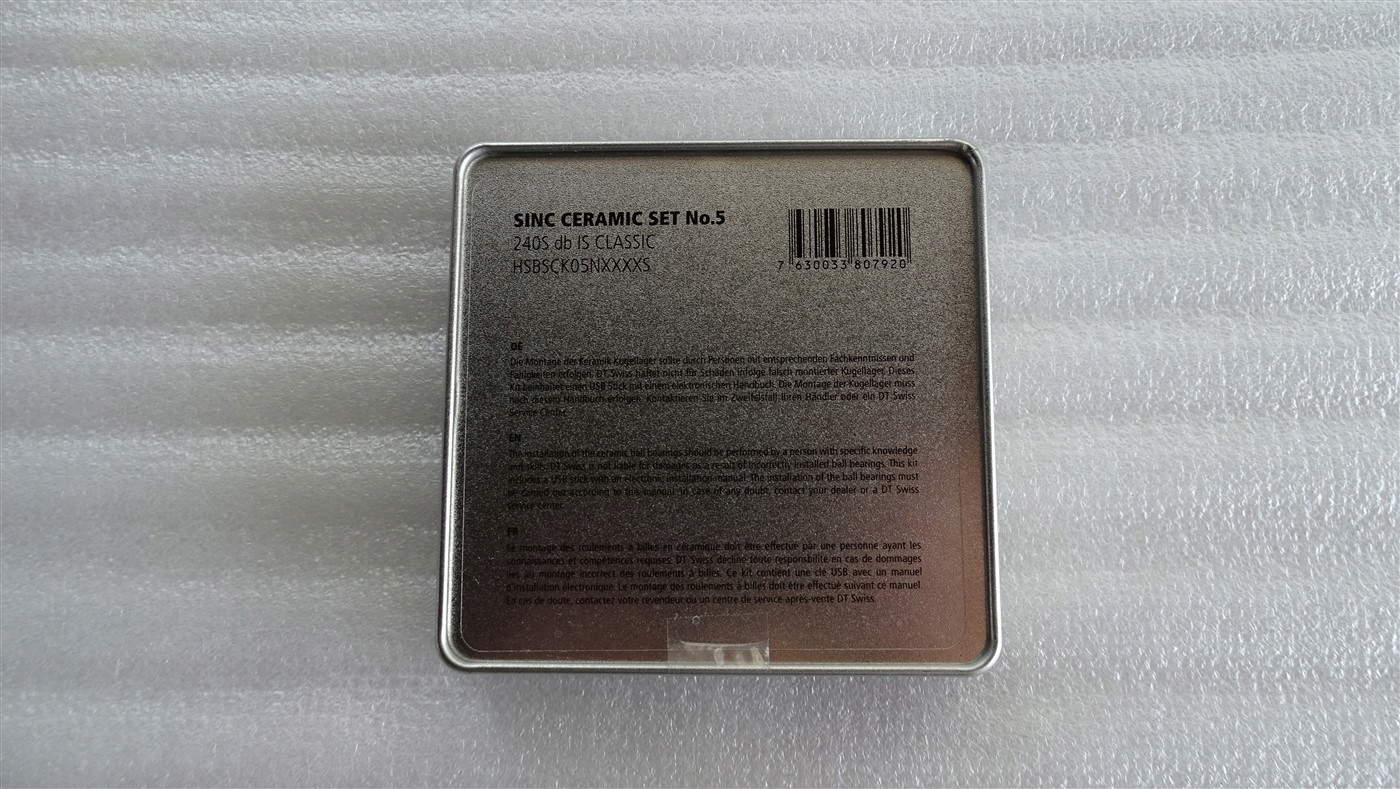 SINC CERAMIC SET No.5
240S db IS CLASSIC
HSBSCK05NXXXXS
7 630033 807920
DE
Die Montage der Keramik Kugellager sollte durch Personen mit entsprechenden Fachkenntnissen und
Fähigkeiten erfolgen. DT Swiss haftet nicht für Schäden infolge falsch montierter Kugellager. Dieses
Kit beinhaltet einen USB Stick mit einem elektronischen Handbuch. Die Montage der Kugellager muss
nach diesem Handbuch erfolgen. Kontaktieren Sie im Zweifelsfall Ihren Händler oder ein DT Swiss
Service Center.
EN
The installation of the ceramic ball bearings should be performed by a person with specific knowledge
and skills. DT Swiss is not liable for damages as a result of incorrectly installed ball bearings. This kit
includes a USB stick with an electronic installation manual. The installation of the ball bearings must
be carried out according to this manual. In case of any doubt, contact your dealer or a DT Swiss
service center.
FR
Le montage des roulements à billes en céramique doit être effectué par une personne ayant les
connaissances et compétences requises. DT Swiss décline toute responsabilité en cas de dommages
liés au montage incorrect des roulements à billes. Ce kit contient une clé USB avec un manuel
d'installation électronique. Le montage des roulements à billes doit être effectué suivant ce manuel.
En cas de doute, contactez votre revendeur ou un centre de service après-vente DT Swiss.